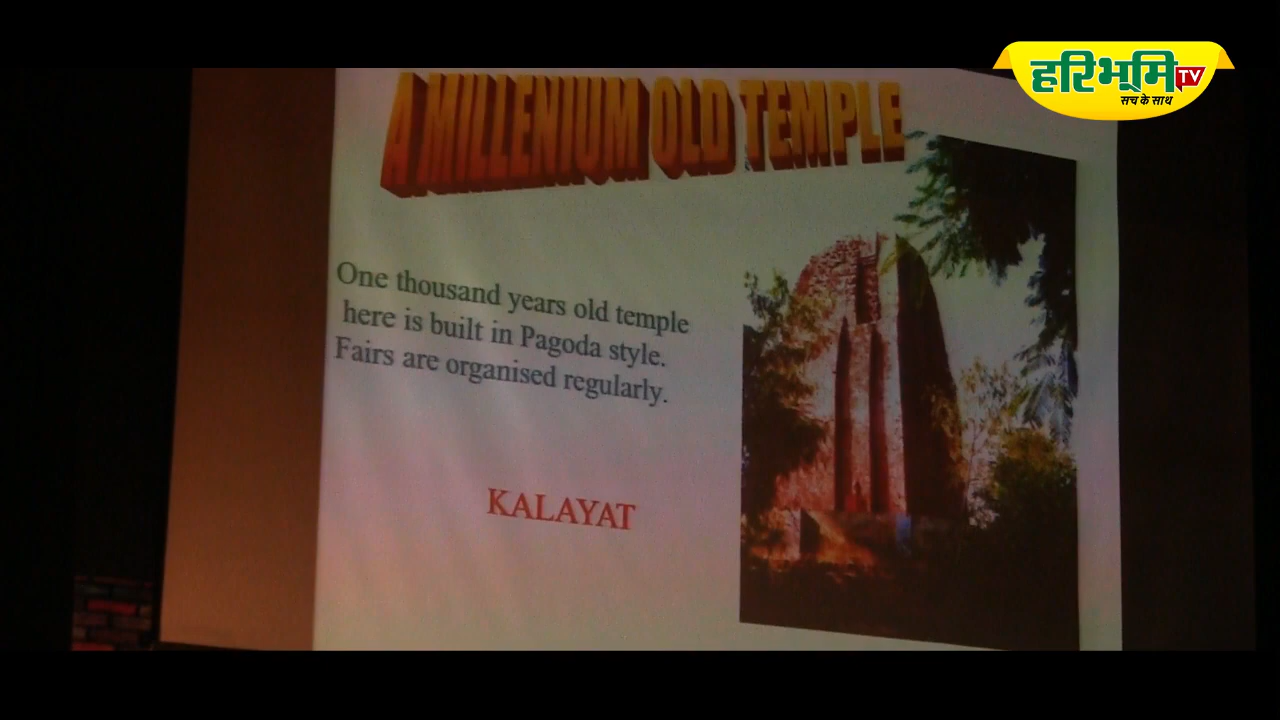 हरिभूमि TV
सच के साथ
A MILLENIUM OLD TEMPLE
One thousand years old temple
here is built in Pagoda style.
Fairs are organised regularly.
KALAYAT